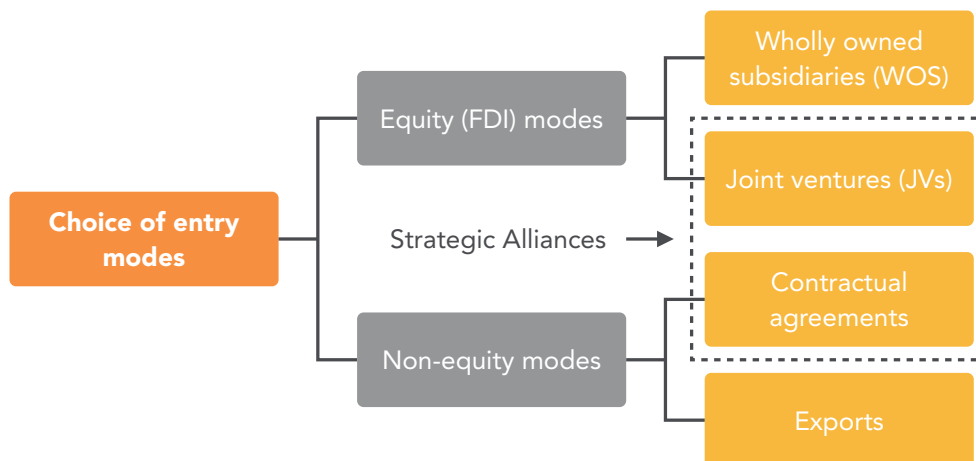 Choice of entry
modes
Equity (FDI) modes
Strategic Alliances
Non-equity modes
Wholly owned
subsidiaries (WOS)
Joint ventures (JVs)
Contractual
agreements
Exports